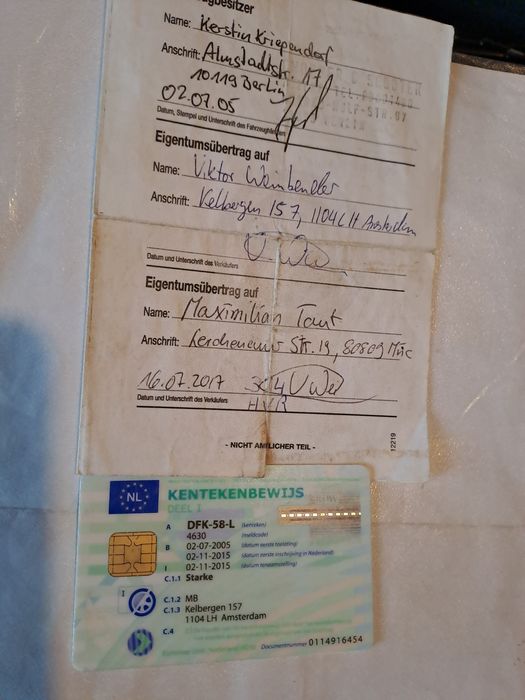 Name: Kerstin Kriependorf
Anschrift: Almstadtstr. 17
10119 Berlin
02.07.05
Datum, Stempel und Unterschrift des
Eigentumsübertrag auf
Name: Viktor
Anschrift: Kelbergen 157, 1104LH Amsterdam
Datum und Unterschrift des Verkäufers
Eigentumsübertrag auf
Name: Maximilian Taut
Anschrift: Str. 19, 80809
16.07.2017
HVR
Datum und Unterschrift des Verkäufers
- NICHT AMTLICHER TEIL -
12219
NL
KENTEKENBEWIJS
DEEL I
A DFK-58-L (kenteken)
4630 (meldcode)
B 02-07-2005 (datum eerste toelating)
02-11-2015 (datum eerste inschrijving in Nederland)
I 02-11-2015 (datum tenaamstelling)
C.1.1 Starke
C.1.2 MB
C.1.3 Kelbergen 157
1104 LH Amsterdam
C.4
Documentnummer 0114916454